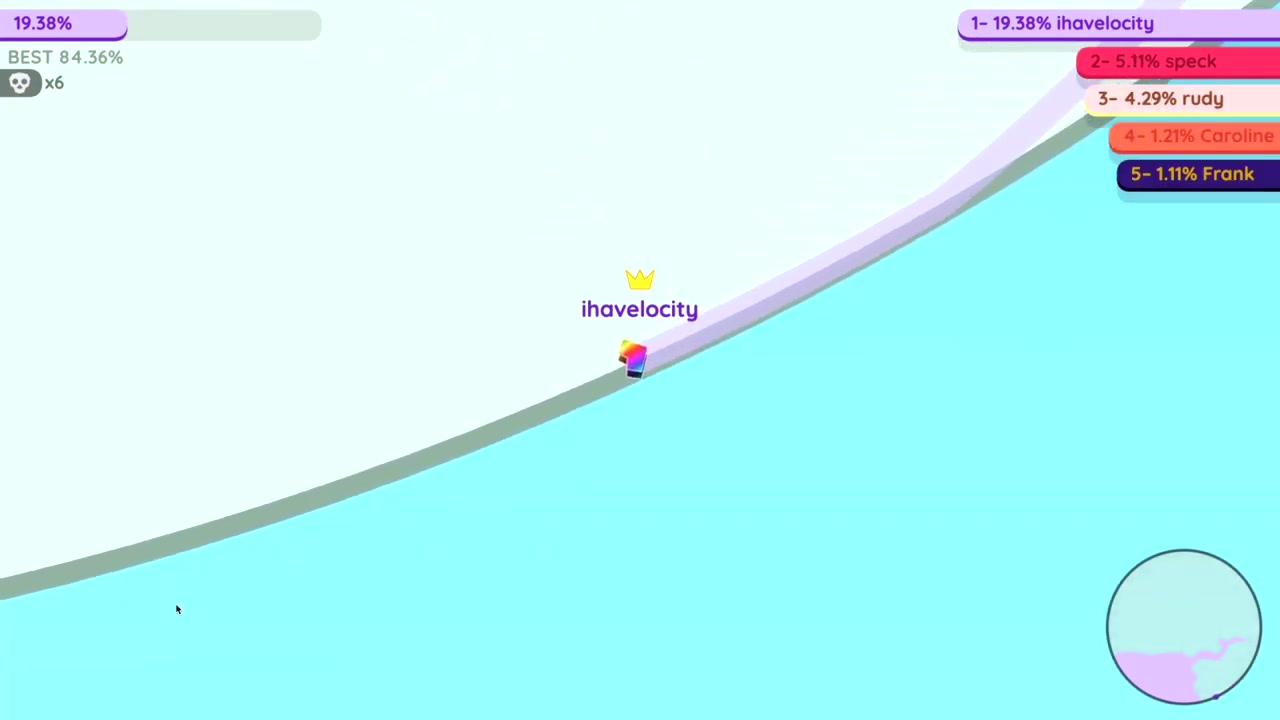 19.38%
BEST 84.36%
x6
1- 19.38% ihavelocity
2- 5.11% speck
3- 4.29% rudy
4- 1.21% Caroline
5- 1.11% Frank
ihavelocity